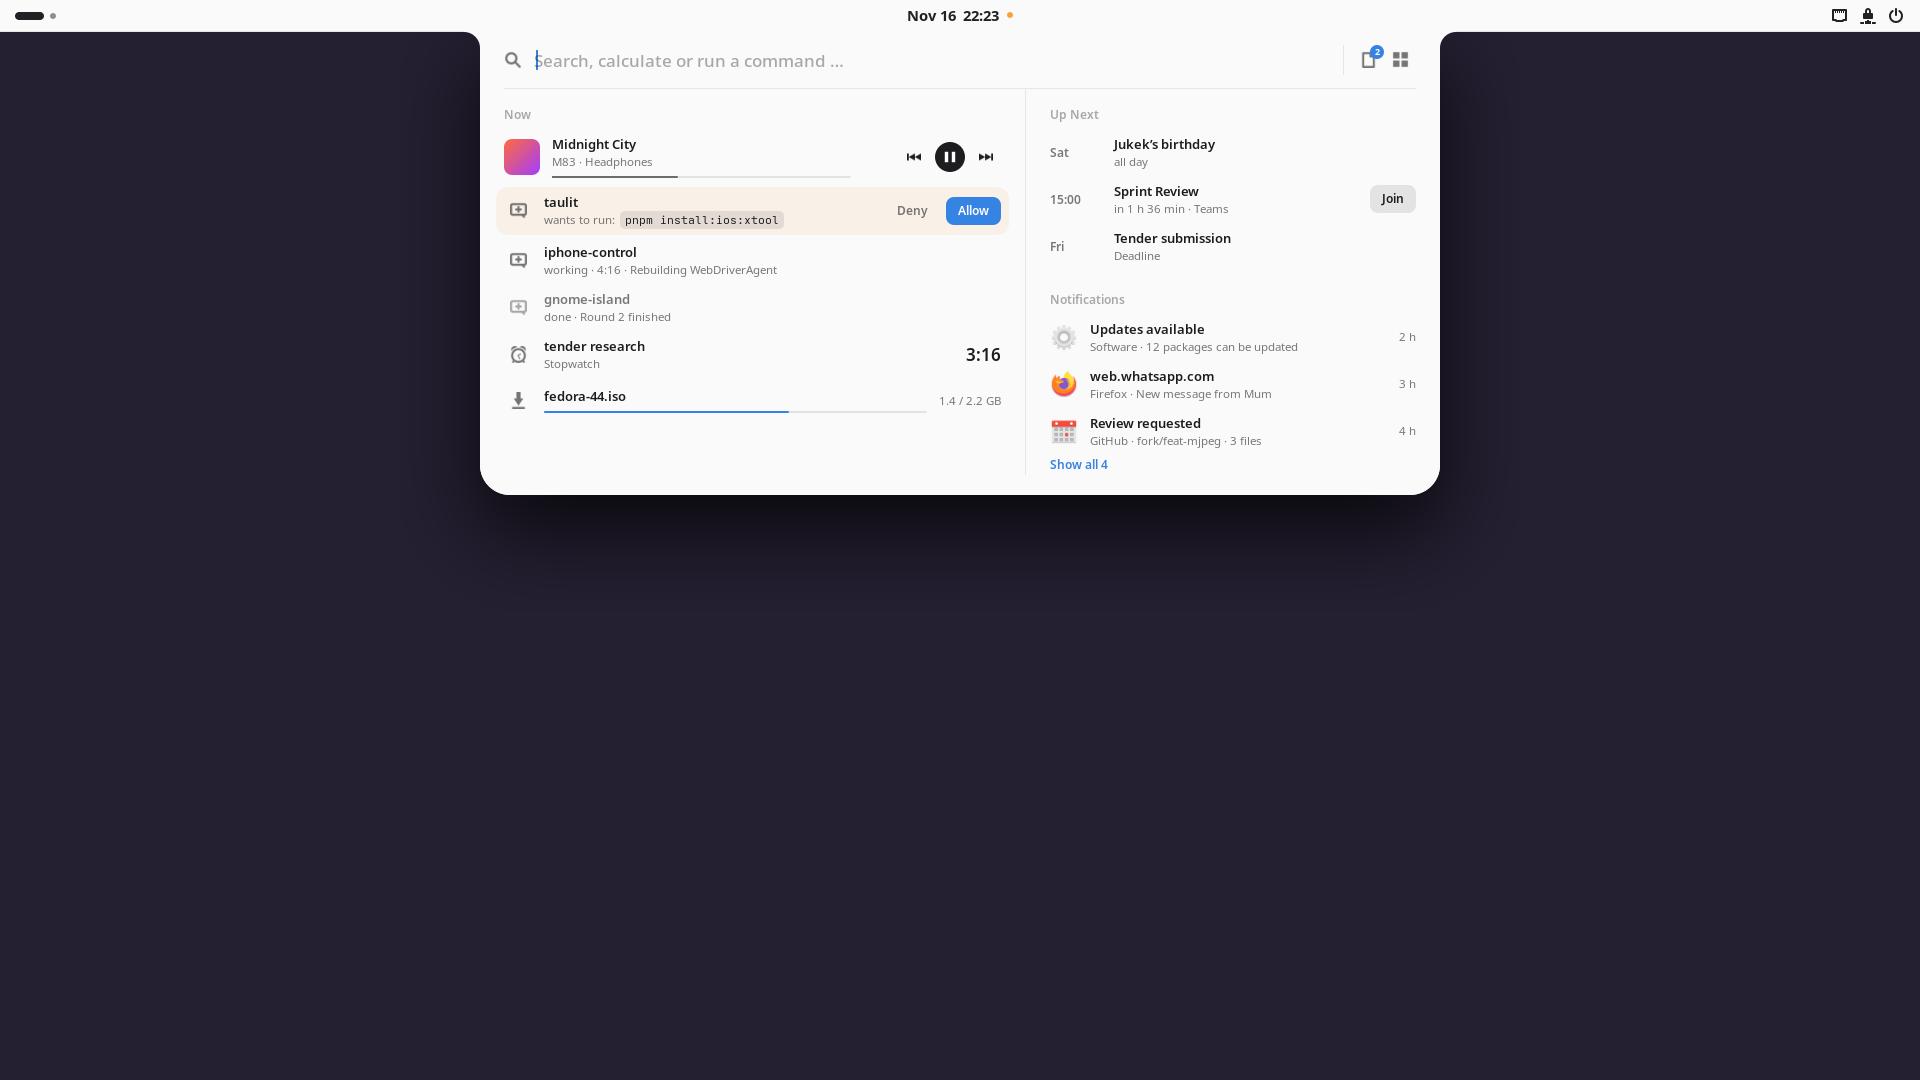 Nov 16 22:23
Search, calculate or run a command ...
2
Now
Midnight City
M83 · Headphones
taulit
wants to run: pnpm install:ios:xtool
Deny
Allow
iphone-control
working · 4:16 · Rebuilding WebDriverAgent
gnome-island
done · Round 2 finished
tender research
Stopwatch
3:16
fedora-44.iso
1.4 / 2.2 GB
Up Next
Sat
Jukek’s birthday
all day
15:00
Sprint Review
in 1 h 36 min · Teams
Join
Fri
Tender submission
Deadline
Notifications
Updates available
Software · 12 packages can be updated
2 h
web.whatsapp.com
Firefox · New message from Mum
3 h
Review requested
GitHub · fork/feat-mjpeg · 3 files
4 h
Show all 4